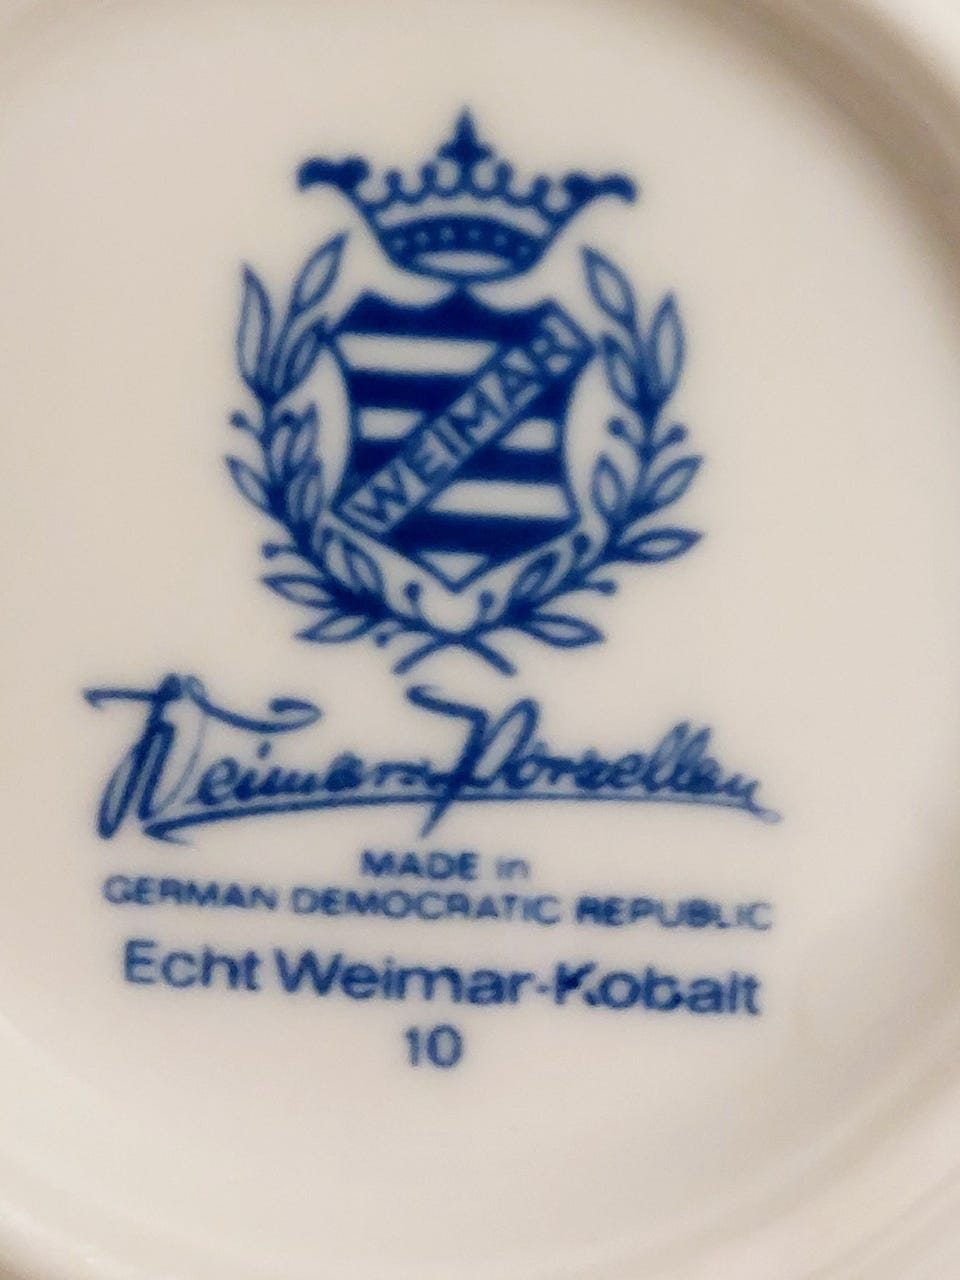 WEIMAR
Weimar Porzellan
MADE in
GERMAN DEMOCRATIC REPUBLIC
Echt Weimar-Kobalt
10